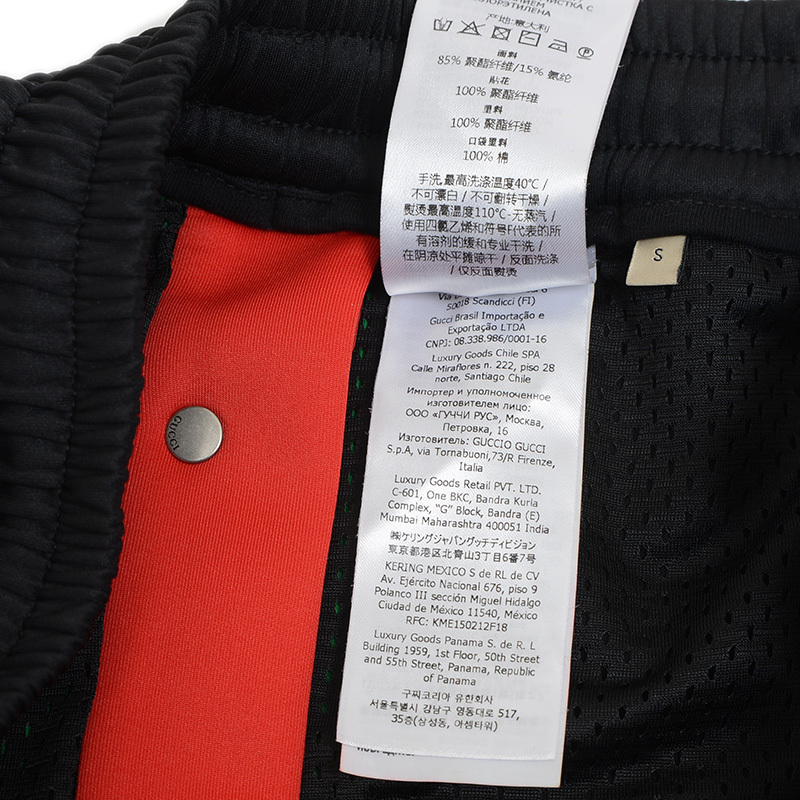 ЧИСТКА С
ЛОРЭТИЛЕНА
产地: 意大利
面料
85% 聚酯纤维/15% 氨纶
贴花
100% 聚酯纤维
里料
100% 聚酯纤维
口袋里料
100% 棉
手洗,最高洗涤温度40°C /
不可漂白 / 不可翻转干燥 /
熨烫最高温度110°C-无蒸汽 /
使用四氯乙烯和符号F代表的所
有溶剂的缓和专业干洗 /
在阴凉处平摊晾干 / 反面洗涤
/ 仅反面熨烫
S
50018 Scandicci (FI)
Gucci Brasil Importação e
Exportação LTDA
CNPJ: 08.338.986/0001-16
Luxury Goods Chile SPA
Calle Miraflores n. 222, piso 28
norte, Santiago Chile
Импортер и уполномоченное
изготовителем лицо:
ООО «ГУЧЧИ РУС», Москва,
Петровка, 16
Изготовитель: GUCCIO GUCCI
S.p.A, via Tornabuoni,73/R Firenze,
Italia
Luxury Goods Retail PVT. LTD.
C-601, One BKC, Bandra Kurla
Complex, "G" Block, Bandra (E)
Mumbai Maharashtra 400051 India
㈱ケリングジャパングッチディビジョン
東京都港区北青山3丁目6番7号
KERING MEXICO S de RL de CV
Av. Ejército Nacional 676, piso 9
Polanco III sección Miguel Hidalgo
Ciudad de México 11540, México
RFC: KME150212F18
Luxury Goods Panama S. de R. L
Building 1959, 1st Floor, 50th Street
and 55th Street, Panama, Republic
of Panama
구찌코리아 유한회사
서울특별시 강남구 영동대로 517,
35층(삼성동, 아셈타워)
GUCCI